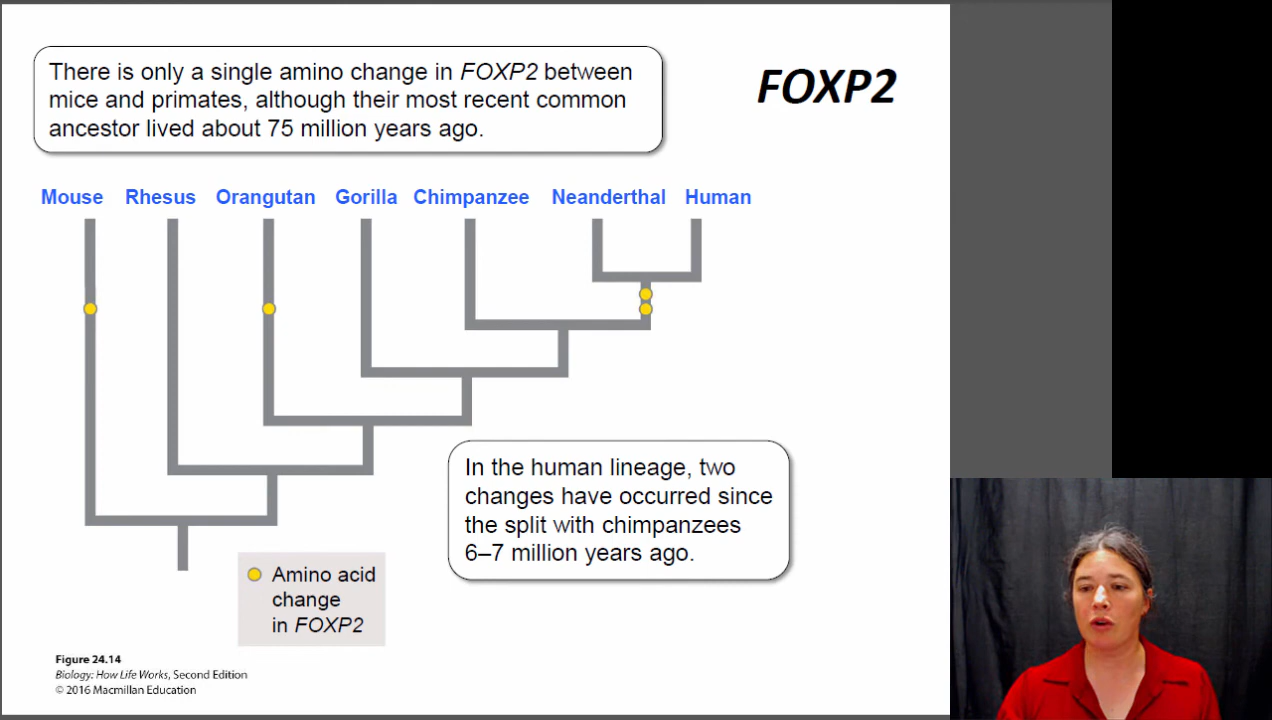 There is only a single amino change in FOXP2 between
mice and primates, although their most recent common
ancestor lived about 75 million years ago.
FOXP2
Mouse Rhesus Orangutan Gorilla Chimpanzee Neanderthal Human
In the human lineage, two
changes have occurred since
the split with chimpanzees
6–7 million years ago.
Amino acid
change
in FOXP2
Figure 24.14
Biology: How Life Works, Second Edition
© 2016 Macmillan Education